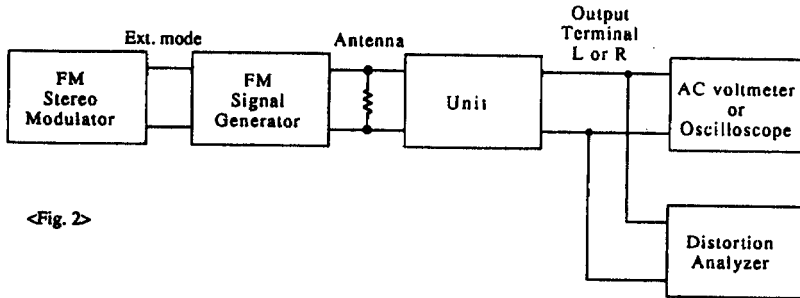 Output
Terminal
L or R
Ext. mode
Antenna
FM
Stereo
Modulator
FM
Signal
Generator
Unit
AC voltmeter
or
Oscilloscope
<Fig. 2>
Distortion
Analyzer